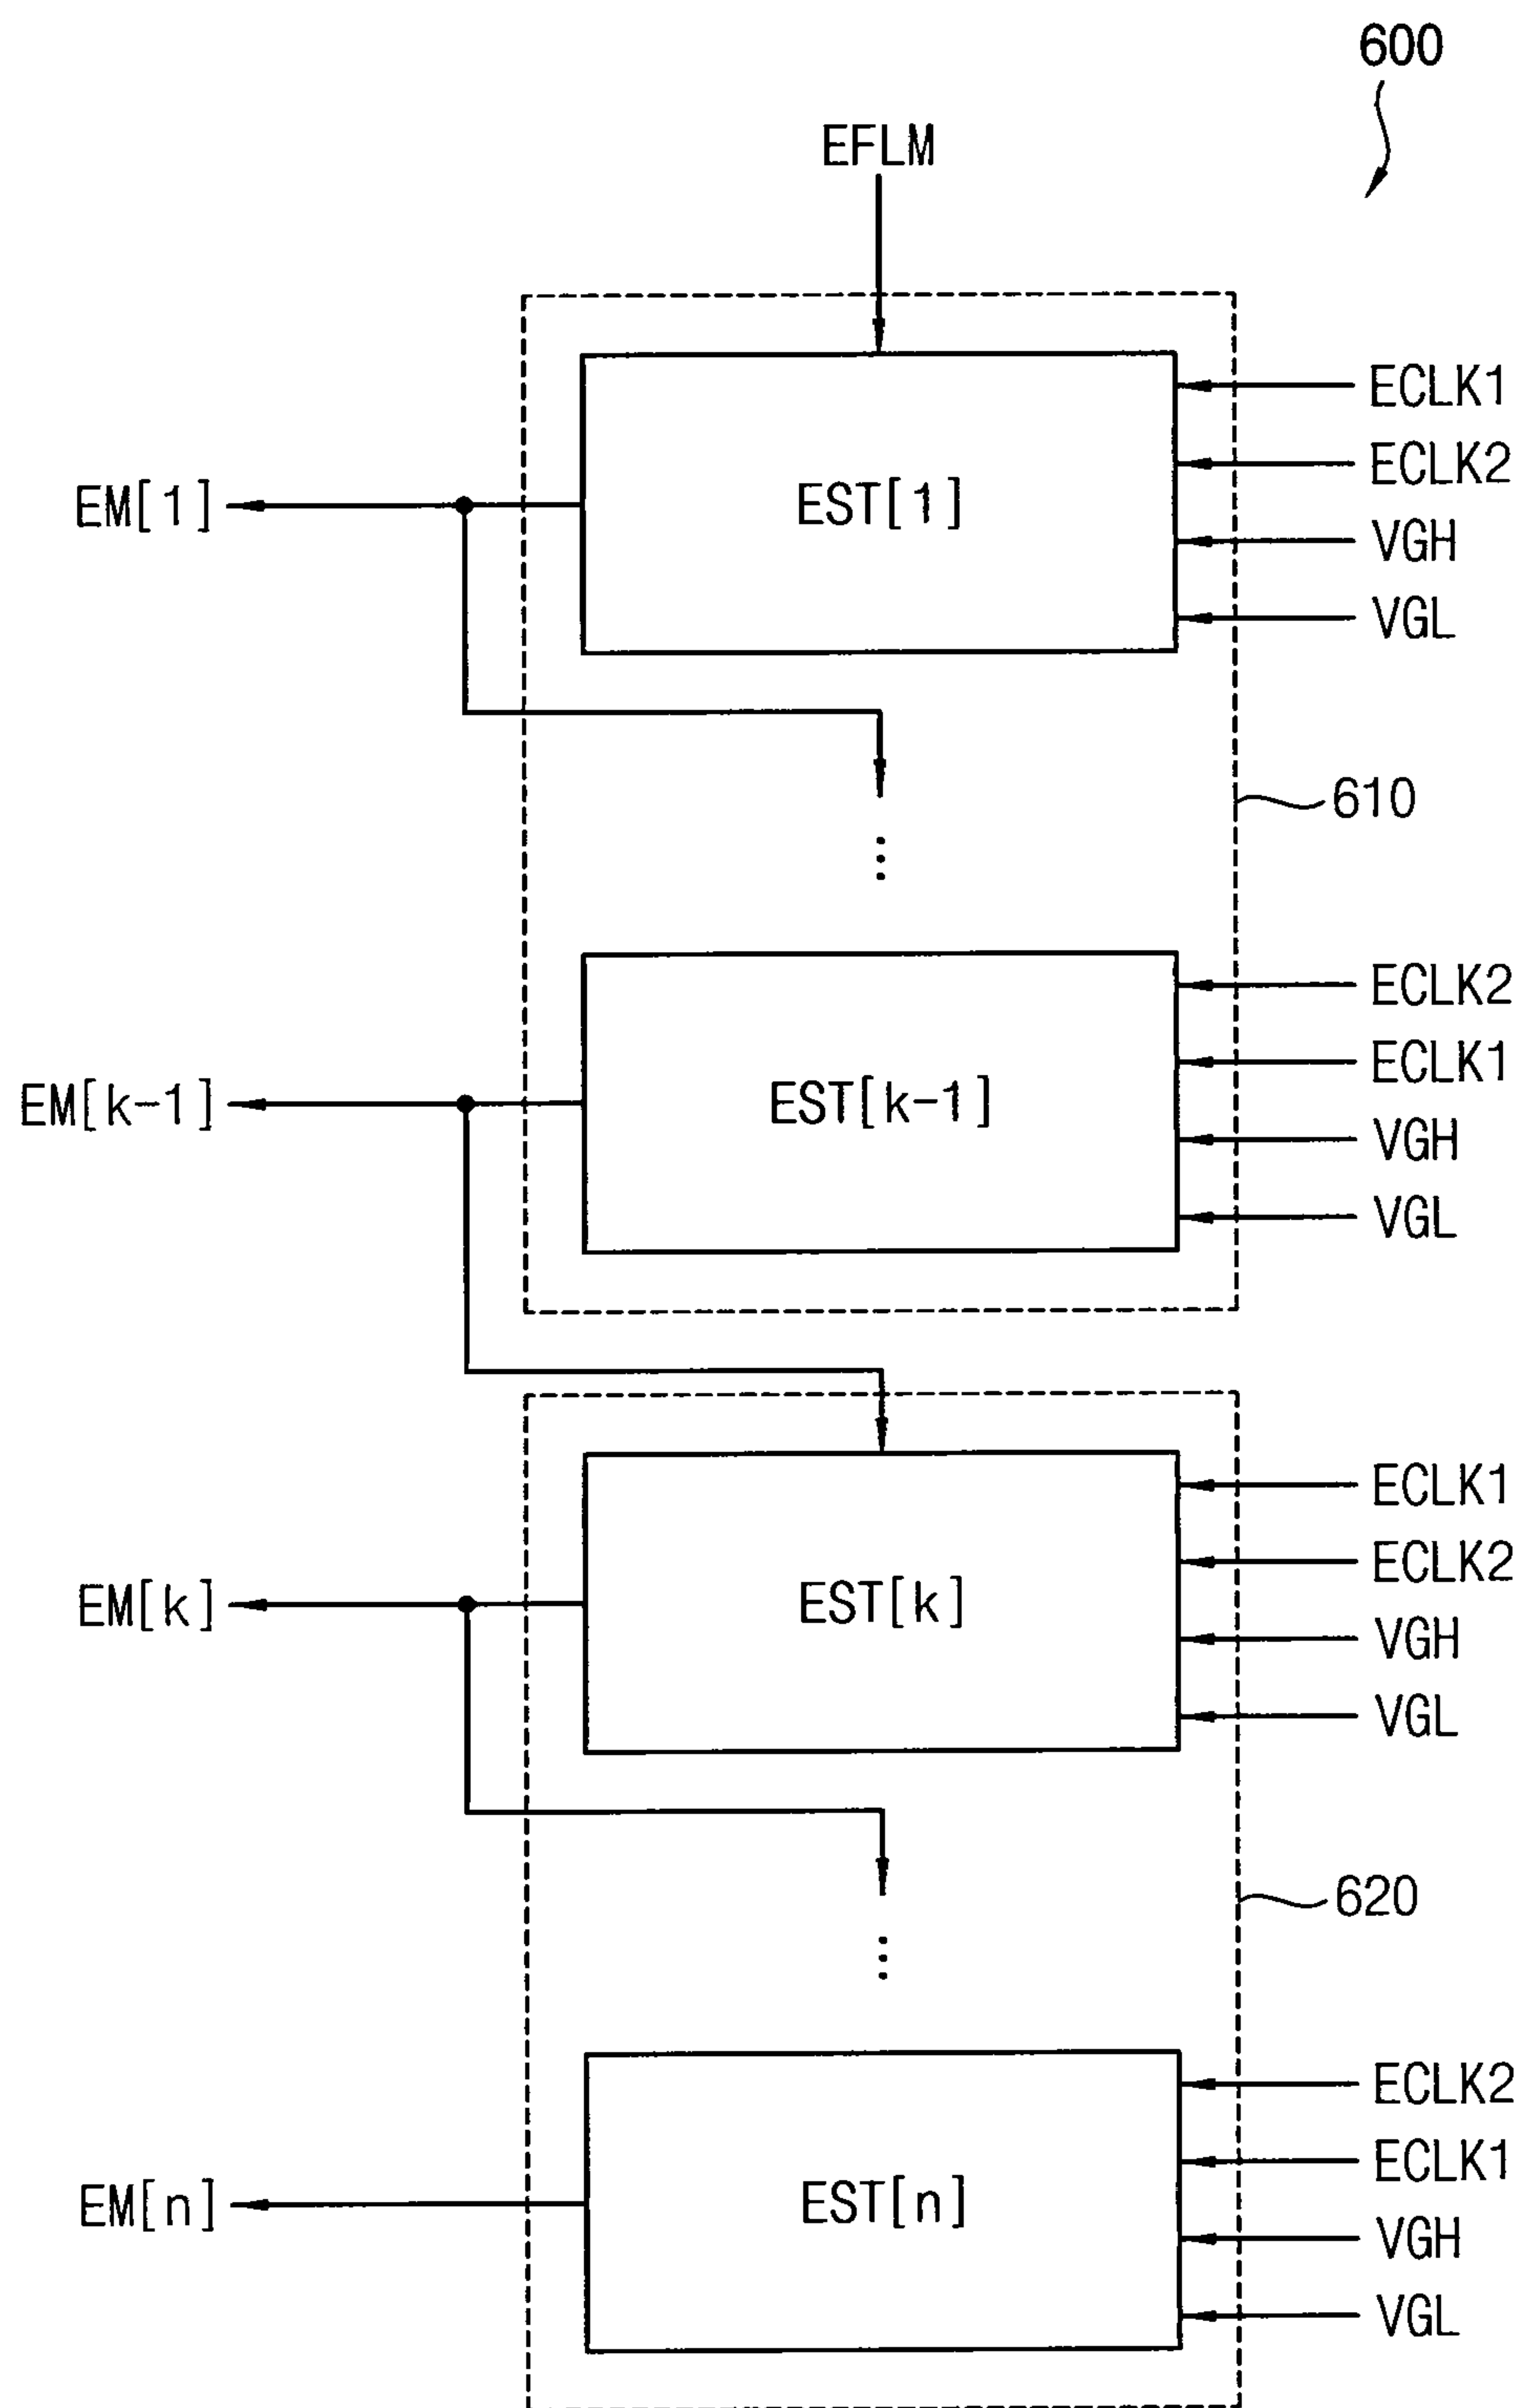 600
EFLM
ECLK1
ECLK2
EM[1]
EST[1]
VGH
VGL
610
ECLK2
ECLK1
EM[k-1]
EST[k-1]
VGH
VGL
ECLK1
ECLK2
EM[k]
EST[k]
VGH
VGL
620
ECLK2
ECLK1
EM[n]
EST[n]
VGH
VGL